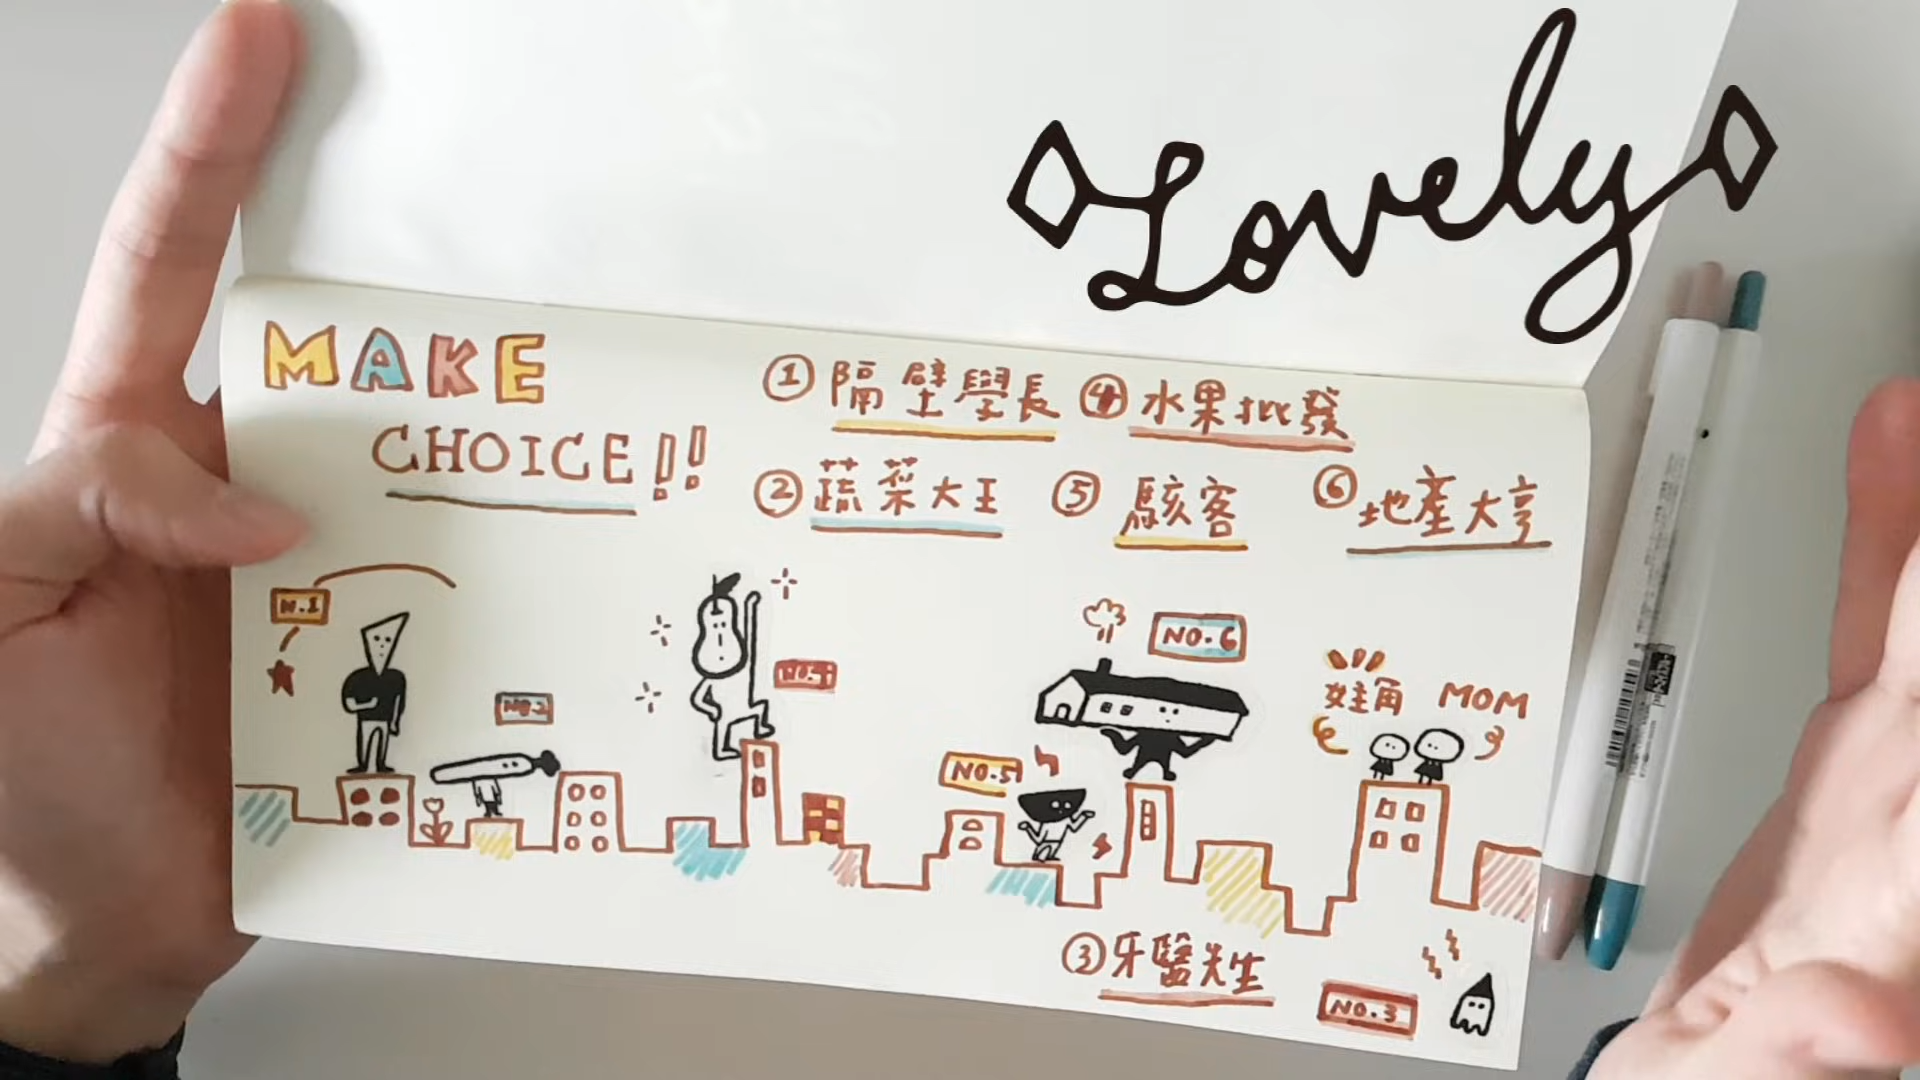 Lovely
MAKE
CHOICE!!
① 隔壁學長
④ 水果批發
② 蔬菜大王
⑤ 駭客
⑥ 地產大亨
N.1
NO.2
NO.4
NO.5
NO.6
娃冉 MOM
③ 牙醫先生
NO.3